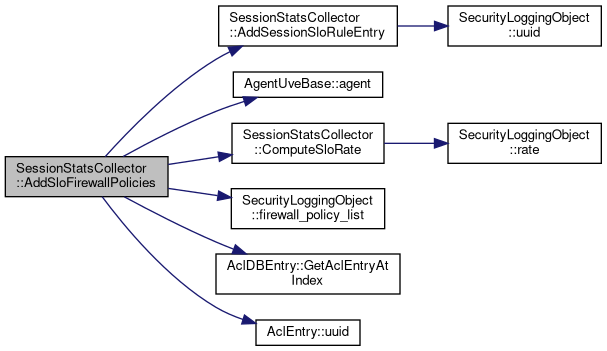 SessionStatsCollector
::AddSloFirewallPolicies
SessionStatsCollector
::AddSessionSloRuleEntry
SecurityLoggingObject
::uuid
AgentUveBase::agent
SessionStatsCollector
::ComputeSloRate
SecurityLoggingObject
::rate
SecurityLoggingObject
::firewall_policy_list
AclDBEntry::GetAclEntryAt
Index
AclEntry::uuid